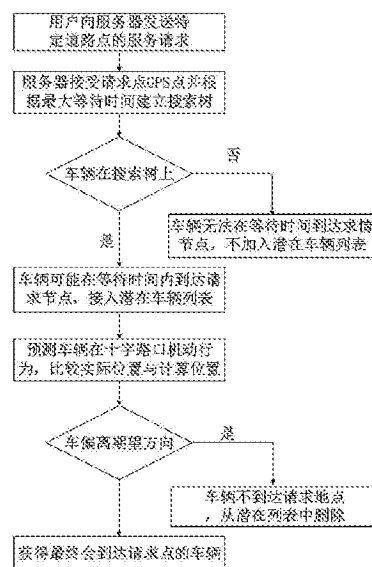 用户向服务器发送特
定道路点的服务请求
服务器接受请求点GPS点并根
据最大等待时间建立搜索树
车辆在搜索树上
否
车辆无法在等待时间到达求情
节点，不加入潜在车辆列表
是
车辆可能在等待时间内到达请
求节点，接入潜在车辆列表
预测车辆在十字路口机动行
为，比较实际位置与计算位置
车偏离期望方向
是
车辆不到达请求地点
，从潜在列表中删除
获得最终会到达请求点的车辆